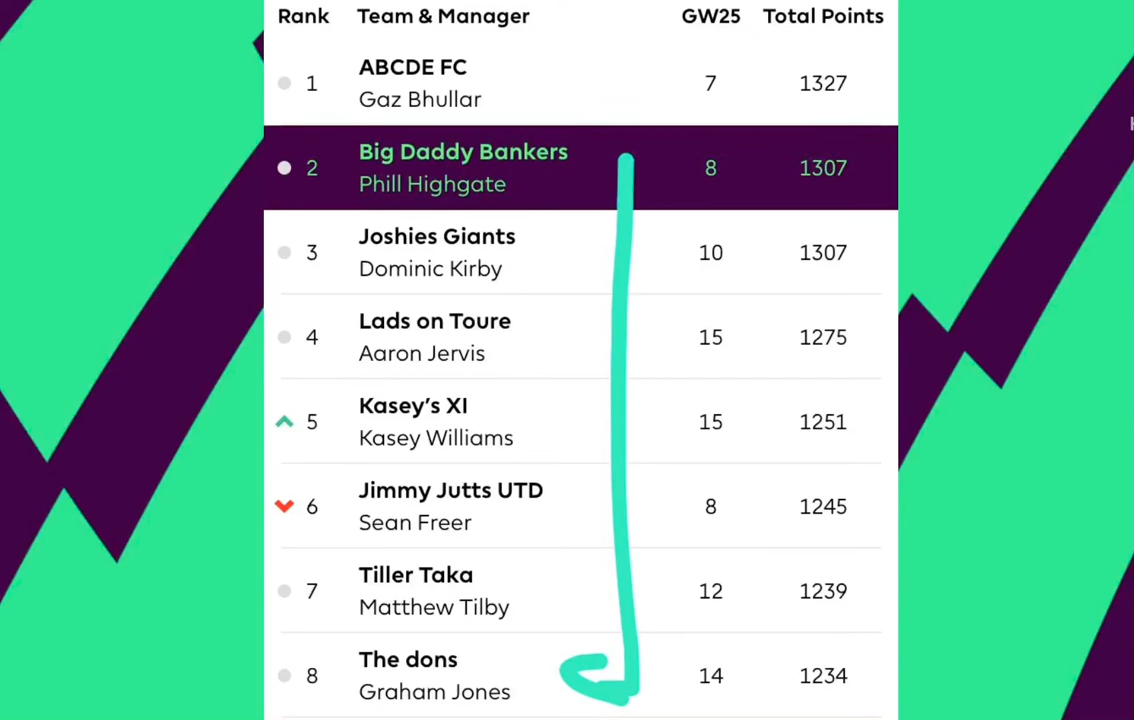 Rank Team & Manager GW25 Total Points
ABCDE FC
1 7 1327
Gaz Bhullar
Big Daddy Bankers
2 8 1307
Phill Highgate
Joshies Giants
3 10 1307
Dominic Kirby
Lads on Toure
4 15 1275
Aaron Jervis
Kasey's XI
5 15 1251
Kasey Williams
Jimmy Jutts UTD
6 8 1245
Sean Freer
Tiller Taka
7 12 1239
Matthew Tilby
The dons
8 14 1234
Graham Jones